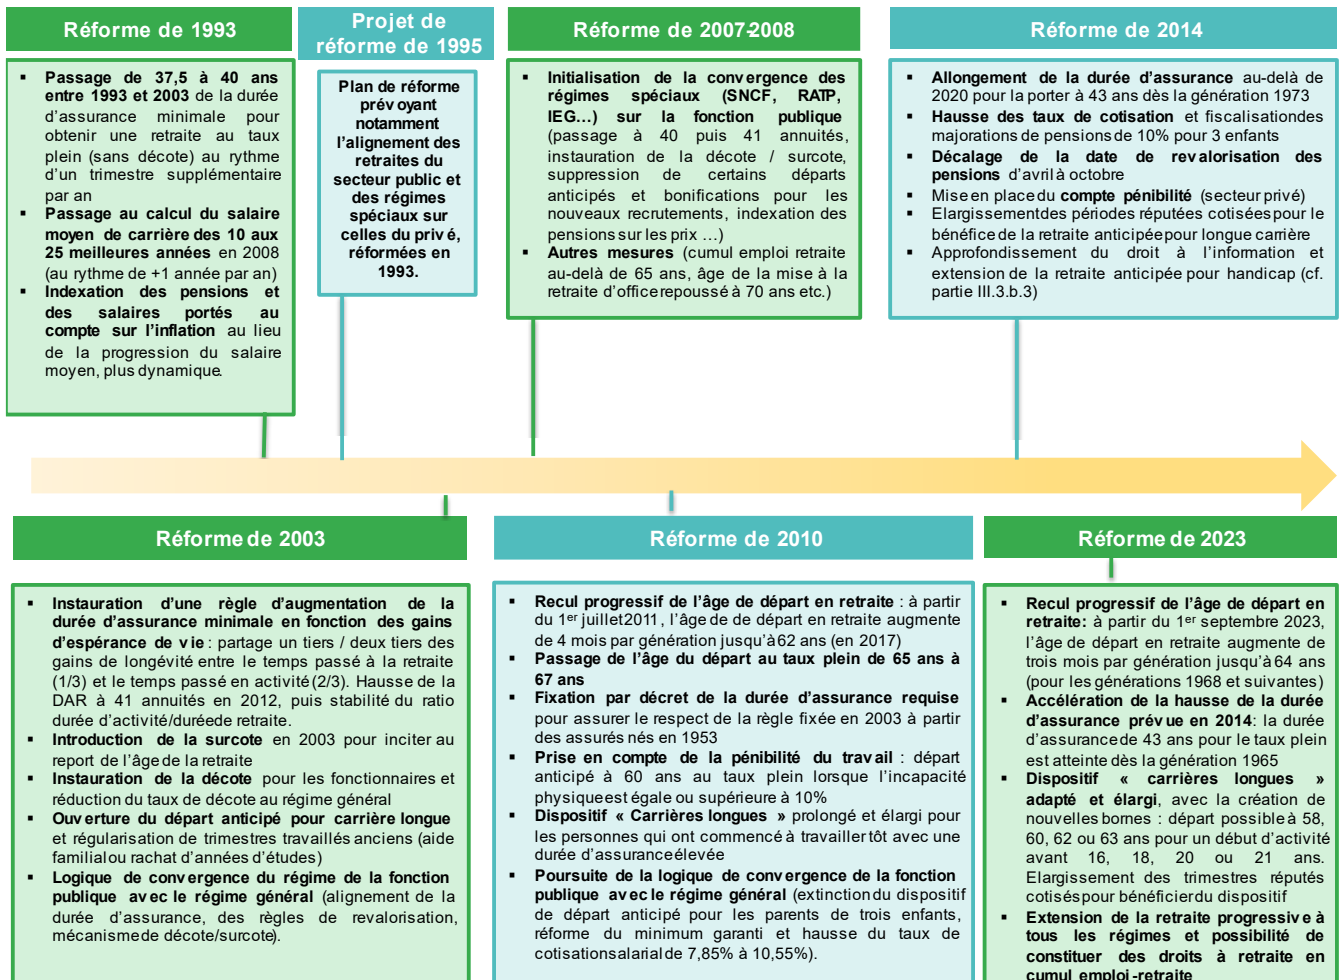 Réforme de 1993
▪ Passage de 37,5 à 40 ans
entre 1993 et 2003 de la durée
d'assurance minimale pour
obtenir une retraite au taux
plein (sans décote) au rythme
d'un trimestre supplémentaire
par an
▪ Passage au calcul du salaire
moyen de carrière des 10 aux
25 meilleures années en 2008
(au rythme de +1 année par an)
▪ Indexation des pensions et
des salaires portés au
compte sur l'inflation au lieu
de la progression du salaire
moyen, plus dynamique.
Projet de
réforme de 1995
Plan de réforme
prévoyant
notamment
l'alignement des
retraites du
secteur public et
des régimes
spéciaux sur
celles du privé,
réformées en
1993.
Réforme de 2007-2008
▪ Initialisation de la convergence des
régimes spéciaux (SNCF, RATP,
IEG…) sur la fonction publique
(passage à 40 puis 41 annuités,
instauration de la décote / surcote,
suppression de certains départs
anticipés et bonifications pour les
nouveaux recrutements, indexation des
pensions sur les prix …)
▪ Autres mesures (cumul emploi retraite
au-delà de 65 ans, âge de la mise à la
retraite d'office repoussé à 70 ans etc.)
Réforme de 2014
▪ Allongement de la durée d'assurance au-delà de
2020 pour la porter à 43 ans dès la génération 1973
▪ Hausse des taux de cotisation et fiscalisation des
majorations de pensions de 10% pour 3 enfants
▪ Décalage de la date de revalorisation des
pensions d'avril à octobre
▪ Mise en place du compte pénibilité (secteur privé)
▪ Elargissement des périodes réputées cotisées pour le
bénéfice de la retraite anticipée pour longue carrière
▪ Approfondissement du droit à l'information et
extension de la retraite anticipée pour handicap (cf.
partie III.3.b.3)
Réforme de 2003
▪ Instauration d'une règle d'augmentation de la
durée d'assurance minimale en fonction des gains
d'espérance de vie : partage un tiers / deux tiers des
gains de longévité entre le temps passé à la retraite
(1/3) et le temps passé en activité (2/3). Hausse de la
DAR à 41 annuités en 2012, puis stabilité du ratio
durée d'activité/durée de retraite.
▪ Introduction de la surcote en 2003 pour inciter au
report de l'âge de la retraite
▪ Instauration de la décote pour les fonctionnaires et
réduction du taux de décote au régime général
▪ Ouverture du départ anticipé pour carrière longue
et régularisation de trimestres travaillés anciens (aide
familial ou rachat d'années d'études)
▪ Logique de convergence du régime de la fonction
publique avec le régime général (alignement de la
durée d'assurance, des règles de revalorisation,
mécanisme de décote/surcote).
Réforme de 2010
▪ Recul progressif de l'âge de départ en retraite : à partir
du 1er juillet 2011, l'âge de de départ en retraite augmente
de 4 mois par génération jusqu'à 62 ans (en 2017)
▪ Passage de l'âge du départ au taux plein de 65 ans à
67 ans
▪ Fixation par décret de la durée d'assurance requise
pour assurer le respect de la règle fixée en 2003 à partir
des assurés nés en 1953
▪ Prise en compte de la pénibilité du travail : départ
anticipé à 60 ans au taux plein lorsque l'incapacité
physique est égale ou supérieure à 10%
▪ Dispositif « Carrières longues » prolongé et élargi pour
les personnes qui ont commencé à travailler tôt avec une
durée d'assurance élevée
▪ Poursuite de la logique de convergence de la fonction
publique avec le régime général (extinction du dispositif
de départ anticipé pour les parents de trois enfants,
réforme du minimum garanti et hausse du taux de
cotisation salarial de 7,85% à 10,55%).
Réforme de 2023
▪ Recul progressif de l'âge de départ en
retraite: à partir du 1er septembre 2023,
l'âge de départ en retraite augmente de
trois mois par génération jusqu'à 64 ans
(pour les générations 1968 et suivantes)
▪ Accélération de la hausse de la durée
d'assurance prévue en 2014: la durée
d'assurance de 43 ans pour le taux plein
est atteinte dès la génération 1965
▪ Dispositif « carrières longues »
adapté et élargi, avec la création de
nouvelles bornes : départ possible à 58,
60, 62 ou 63 ans pour un début d'activité
avant 16, 18, 20 ou 21 ans.
Elargissement des trimestres réputés
cotisés pour bénéficier du dispositif
▪ Extension de la retraite progressive à
tous les régimes et possibilité de
constituer des droits à retraite en
cumul emploi-retraite